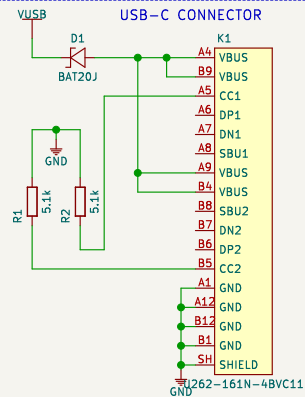 VUSB
USB-C CONNECTOR
D1
BAT20J
K1
A4 VBUS
B9 VBUS
A5 CC1
A6 DP1
A7 DN1
A8 SBU1
A9 VBUS
B4 VBUS
B8 SBU2
B7 DN2
B6 DP2
B5 CC2
A1 GND
A12 GND
B12 GND
B1 GND
SH SHIELD
GND
R1
5.1k
R2
5.1k
GND
U262-161N-4BVC11